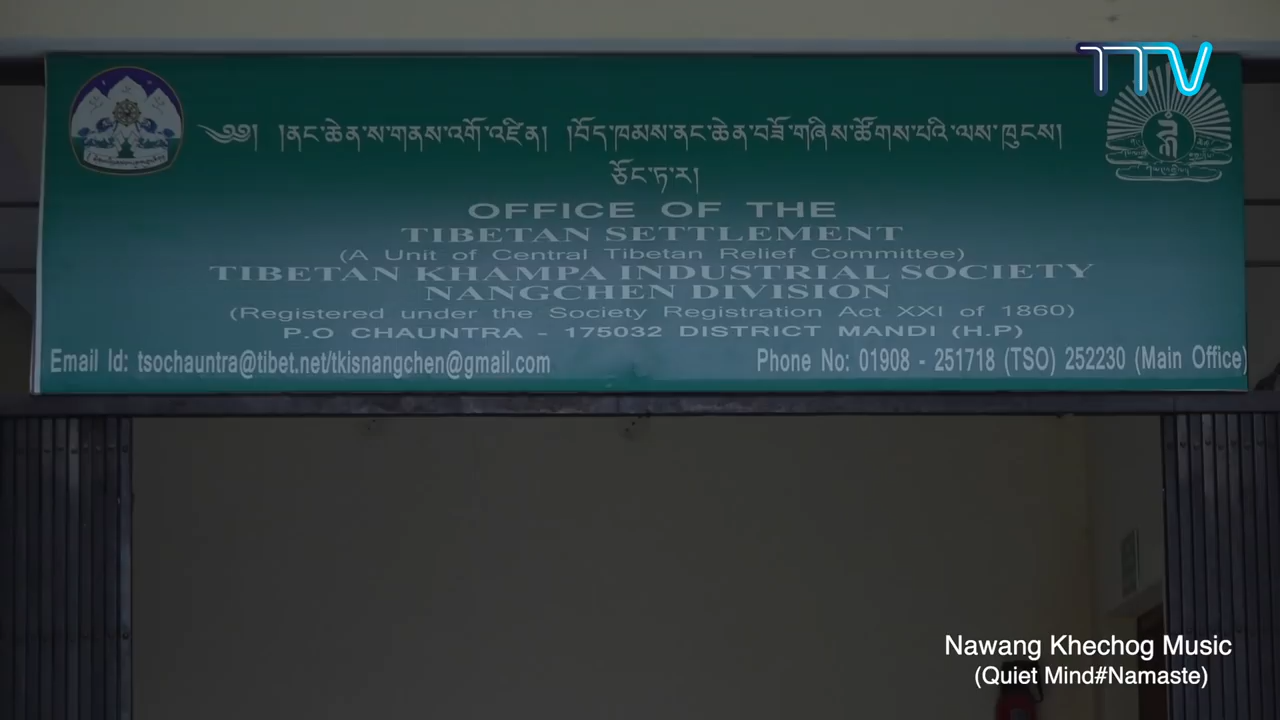 TTV
༄༅། །ནང་ཆེན་ས་གནས་འགོ་འཛིན། །བོད་ཁམས་ནང་ཆེན་བཟོ་གཞིས་ཚོགས་པའི་ལས་ཁུངས།
ཅོང་ཏ་ར།
OFFICE OF THE
TIBETAN SETTLEMENT
(A Unit of Central Tibetan Relief Committee)
TIBETAN KHAMPA INDUSTRIAL SOCIETY
NANGCHEN DIVISION
(Registered under the Society Registration Act XXI of 1860)
P.O CHAUNTRA - 175032 DISTRICT MANDI (H.P)
Email Id: tsochauntra@tibet.net/tkisnangchen@gmail.com
Phone No: 01908 - 251718 (TSO) 252230 (Main Office)
Nawang Khechog Music
(Quiet Mind#Namaste)